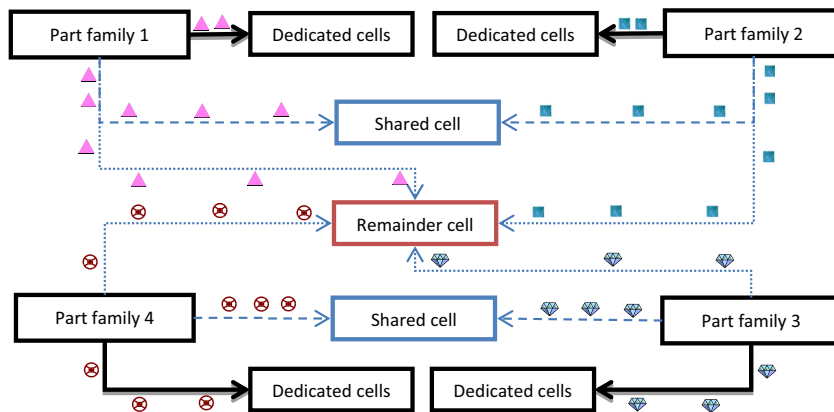 Part family 1
Dedicated cells
Dedicated cells
Part family 2
Shared cell
Remainder cell
Part family 4
Shared cell
Part family 3
Dedicated cells
Dedicated cells